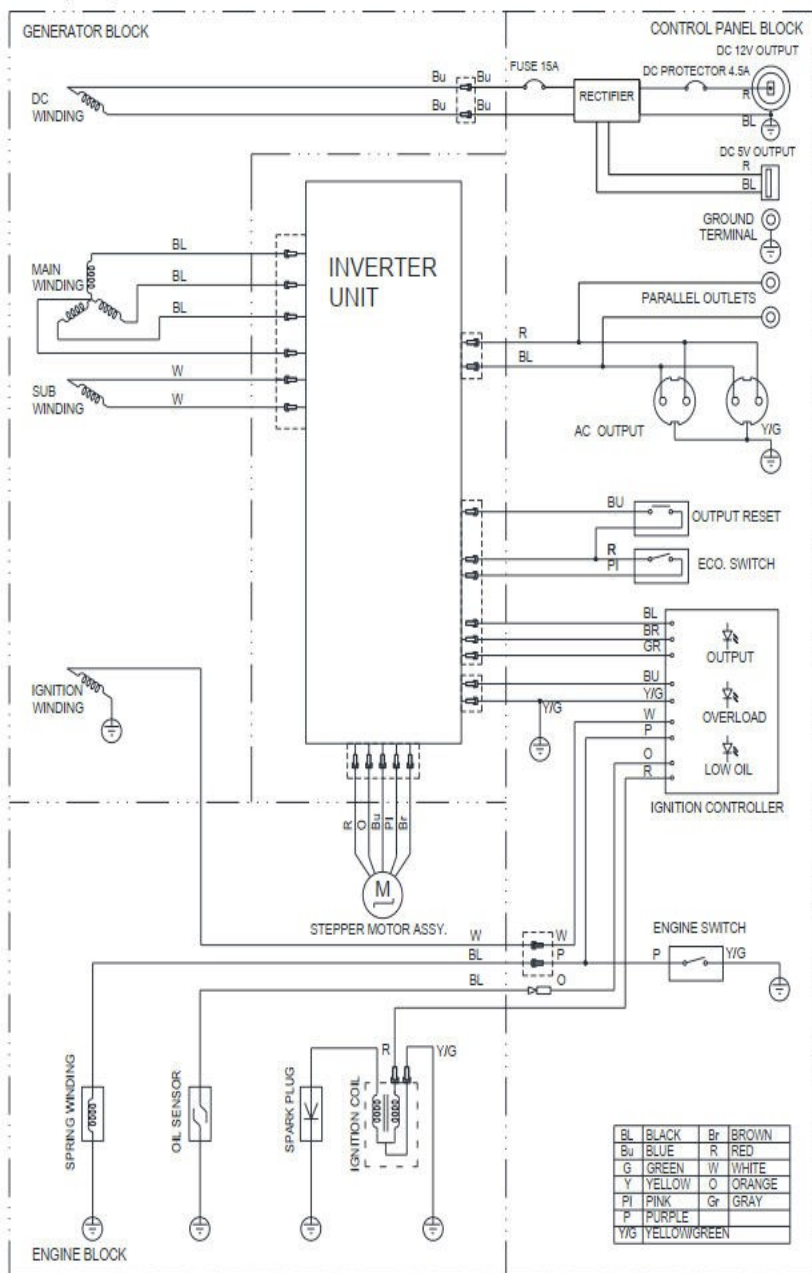 GENERATOR BLOCK
CONTROL PANEL BLOCK
DC 12V OUTPUT
FUSE 15A
DC PROTECTOR 4.5A
Bu Bu
R
DC
WINDING
RECTIFIER
Bu Bu
BL
DC 5V OUTPUT
R
BL
GROUND
TERMINAL
INVERTER
UNIT
BL
MAIN
WINDING
BL
BL
PARALLEL OUTLETS
R
BL
W
SUB
WINDING
W
AC OUTPUT
Y/G
BU
OUTPUT RESET
R
PI
ECO. SWITCH
BL
BR
GR
OUTPUT
BU
Y/G
Y/G
W
OVERLOAD
P
O
LOW OIL
R
IGNITION CONTROLLER
IGNITION
WINDING
R
O
Bu
PI
Br
M
STEPPER MOTOR ASSY.
ENGINE SWITCH
W W
BL P
P Y/G
BL O
R Y/G
SPRING WINDING
OIL SENSOR
SPARK PLUG
IGNITION COIL
BL BLACK Br BROWN
Bu BLUE R RED
G GREEN W WHITE
Y YELLOW O ORANGE
PI PINK Gr GRAY
P PURPLE
Y/G YELLOW/GREEN
ENGINE BLOCK